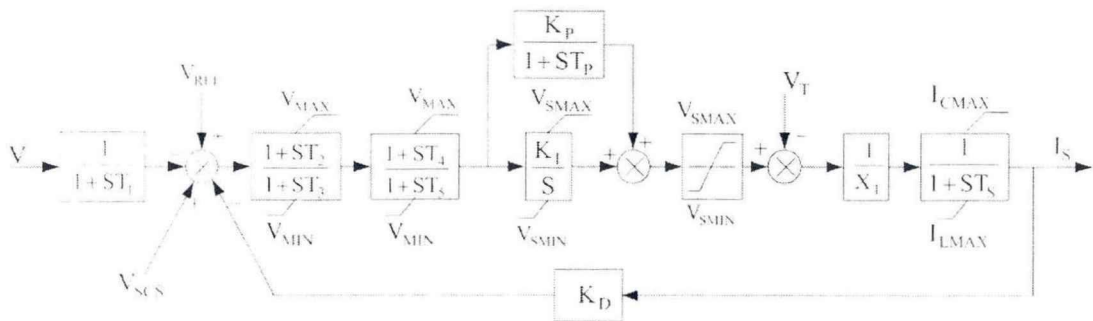 K_P
1+ST_P
V_REF
V_MAX
V_MAX
V_SMAX
V_SMAX
V_T
I_CMAX
V
1
1+ST_1
1+ST_2
1+ST_3
1+ST_4
1+ST_5
K_I
S
1
X_1
1
1+ST_S
I_S
V_MIN
V_MIN
V_SMIN
V_SMIN
I_LMAX
V_SCS
K_D